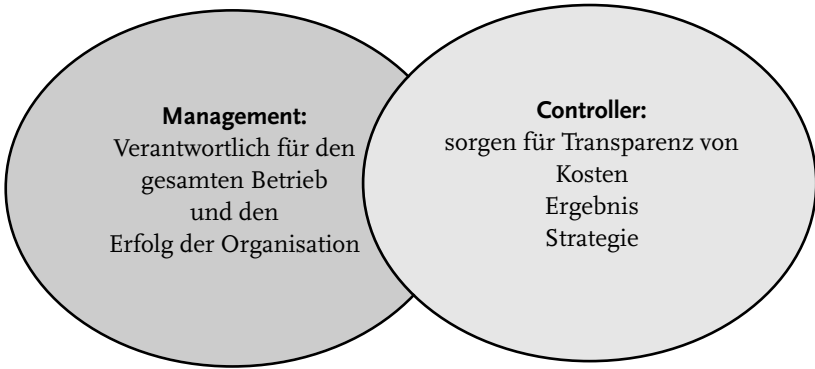 Management:
Verantwortlich für den
gesamten Betrieb
und den
Erfolg der Organisation
Controller:
sorgen für Transparenz von
Kosten
Ergebnis
Strategie